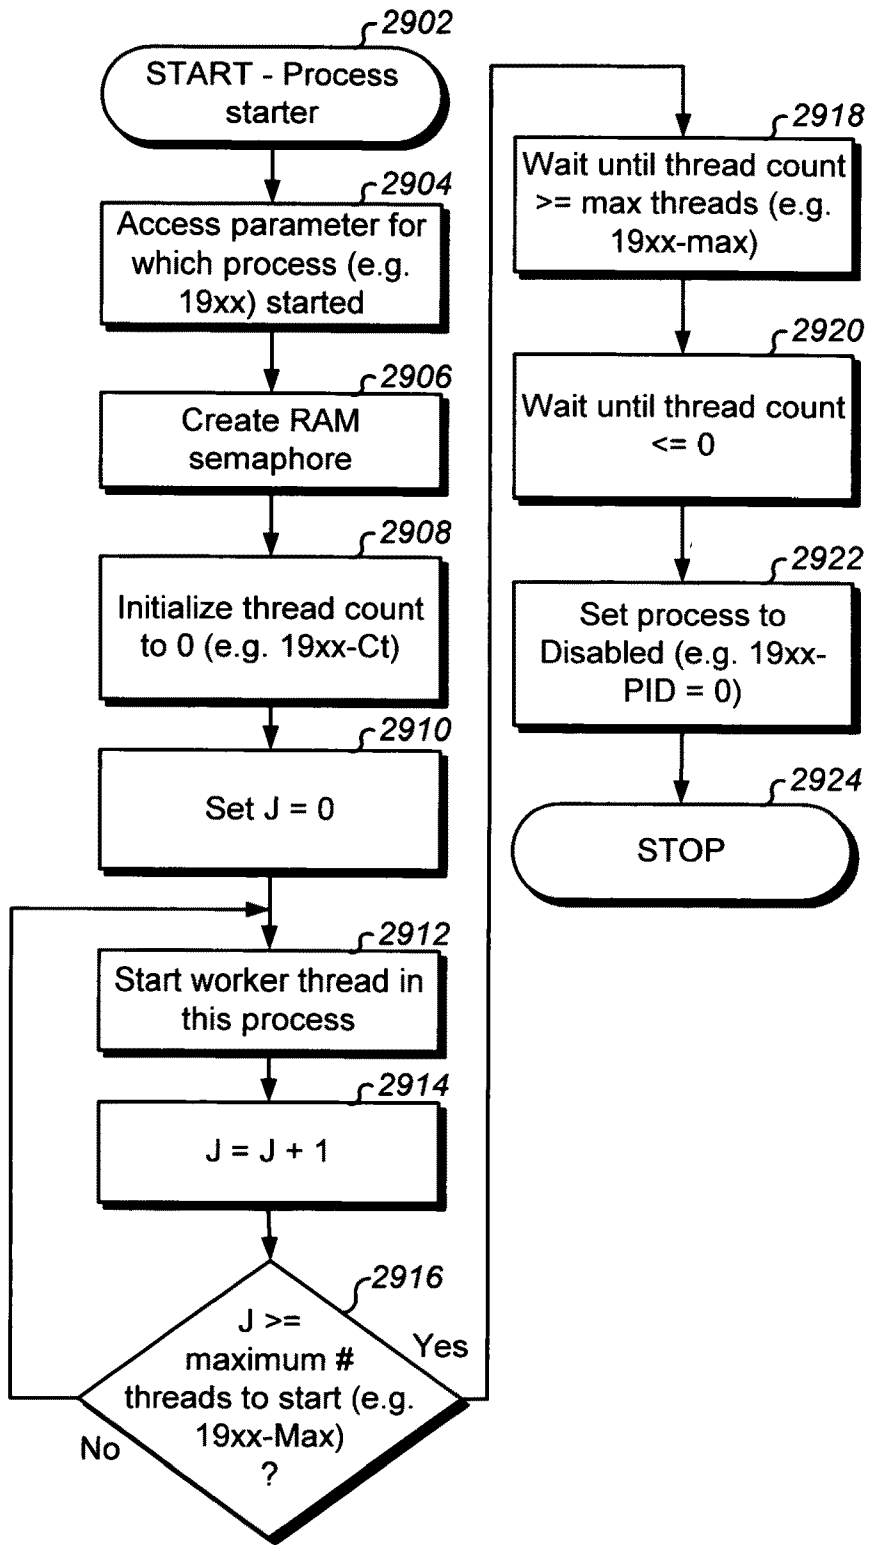 2902
START - Process
starter
2904
Access parameter for
which process (e.g.
19xx) started
2906
Create RAM
semaphore
2908
Initialize thread count
to 0 (e.g. 19xx-Ct)
2910
Set J = 0
2912
Start worker thread in
this process
2914
J = J + 1
2916
J >=
maximum #
threads to start (e.g.
19xx-Max)
?
Yes
No
2918
Wait until thread count
>= max threads (e.g.
19xx-max)
2920
Wait until thread count
<= 0
2922
Set process to
Disabled (e.g. 19xx-
PID = 0)
2924
STOP